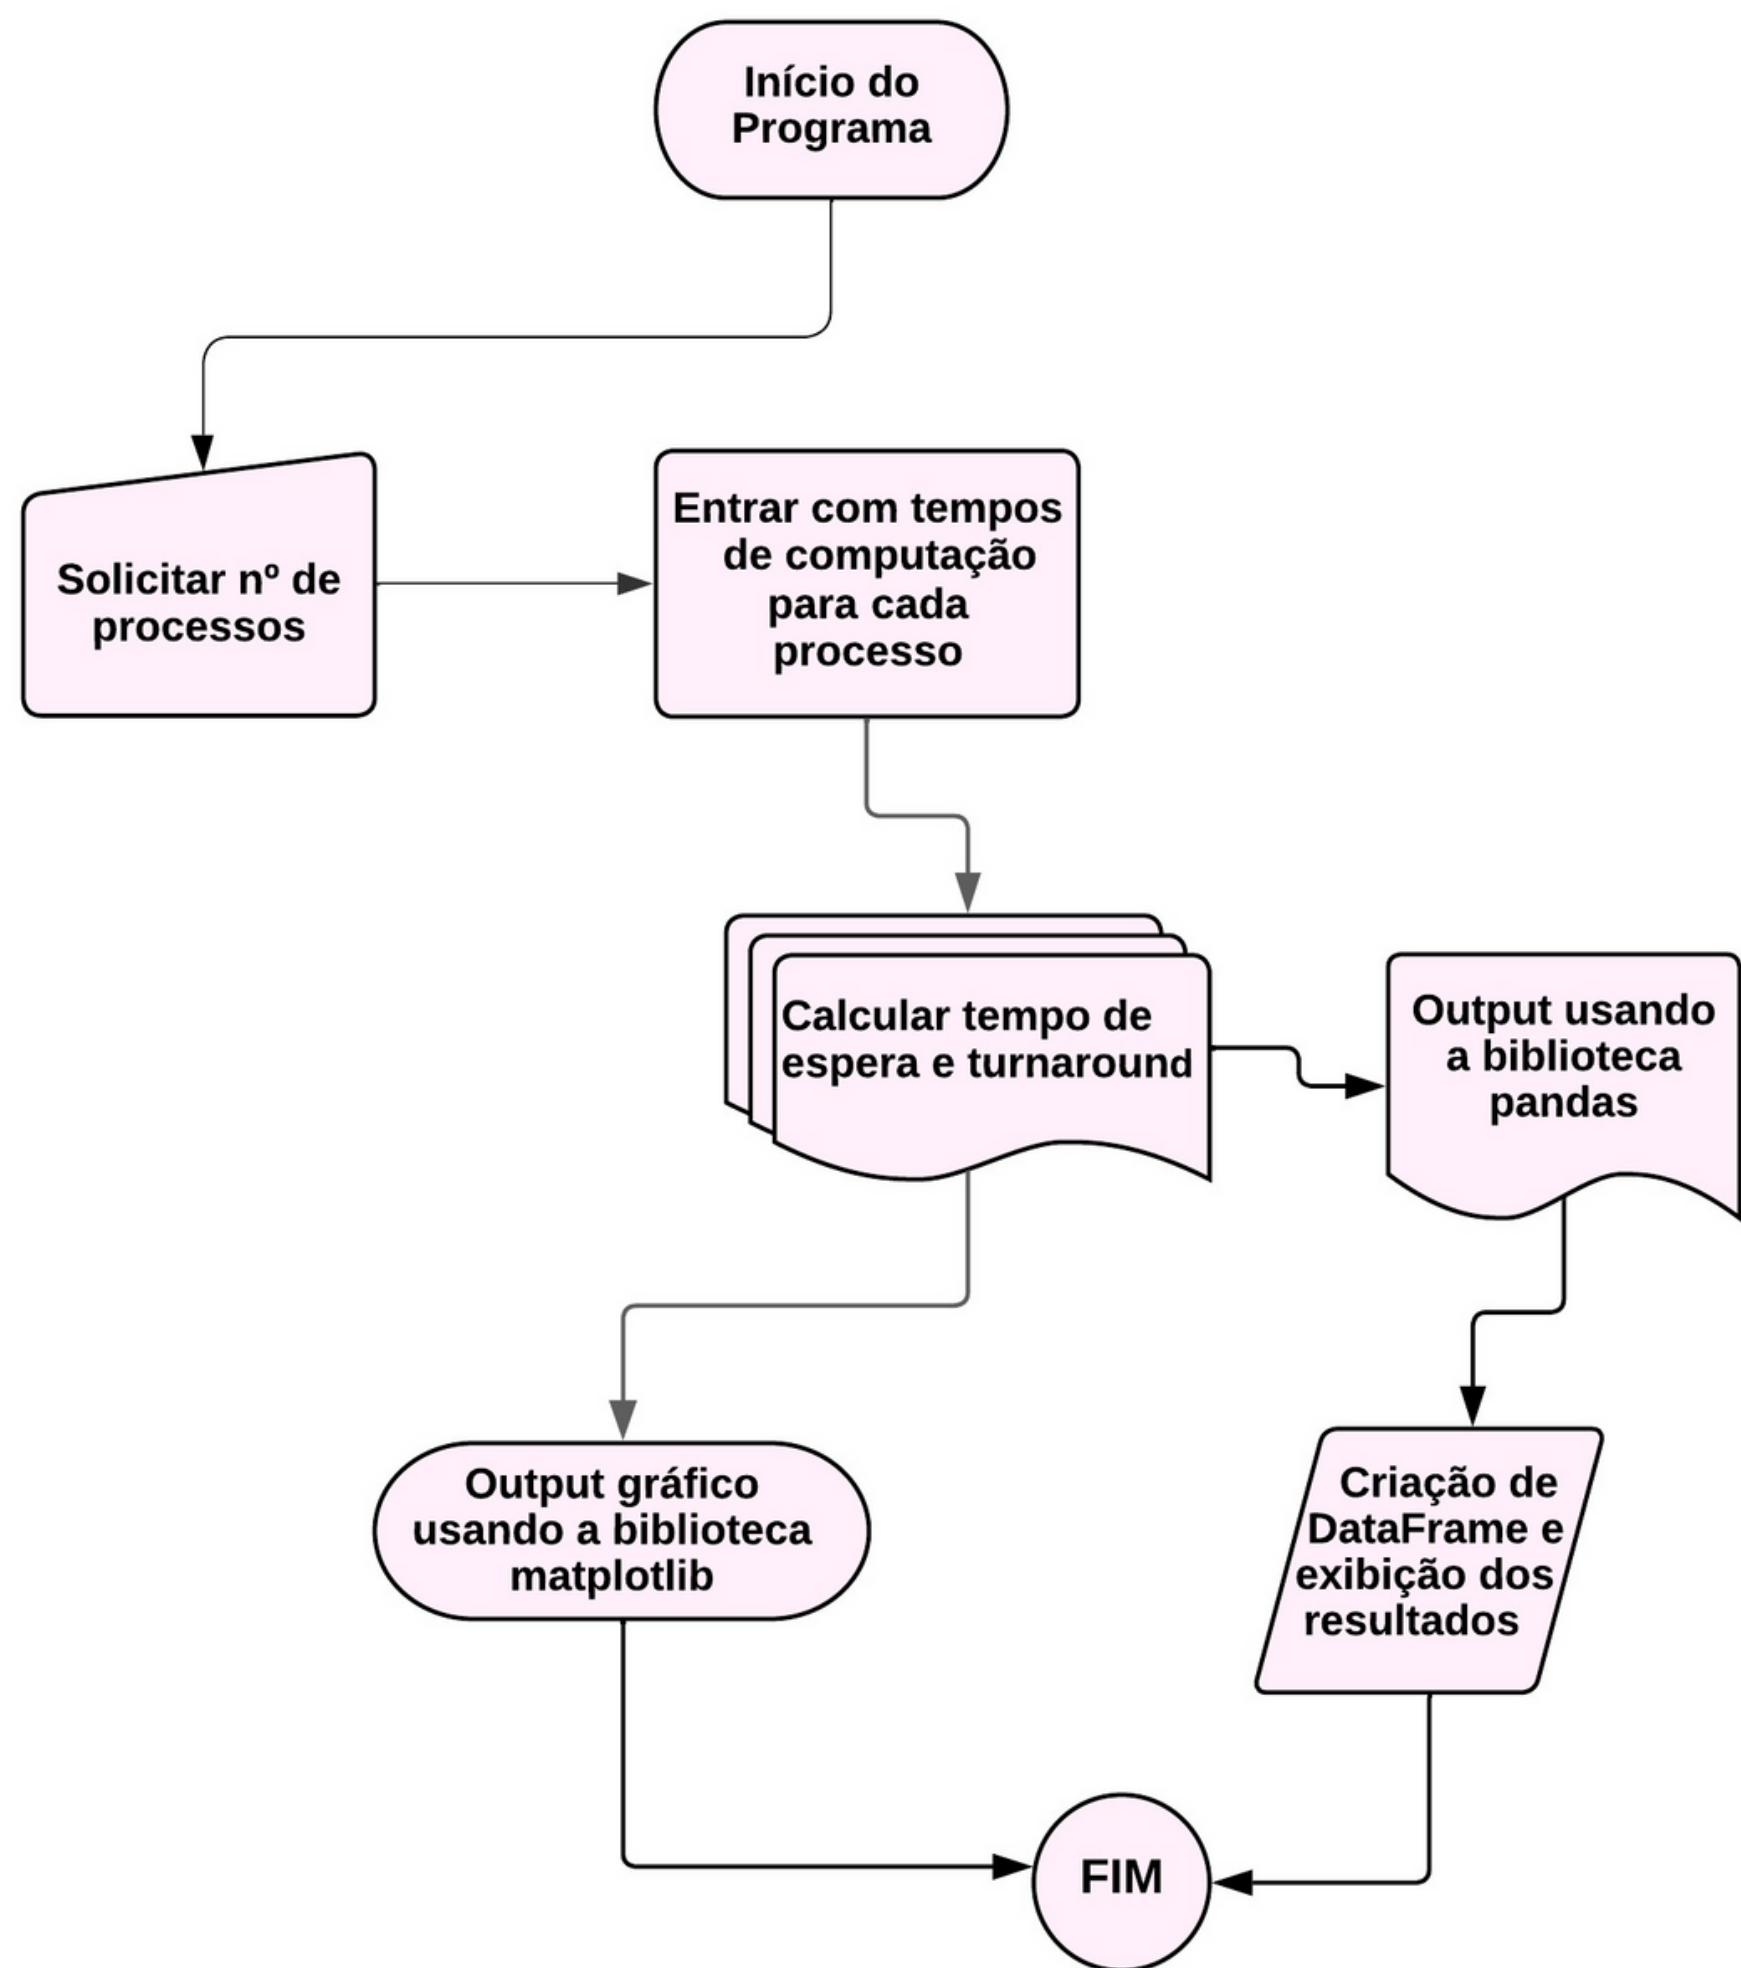 Início do
Programa
Solicitar nº de
processos
Entrar com tempos
de computação
para cada
processo
Calcular tempo de
espera e turnaround
Output usando
a biblioteca
pandas
Output gráfico
usando a biblioteca
matplotlib
Criação de
DataFrame e
exibição dos
resultados
FIM